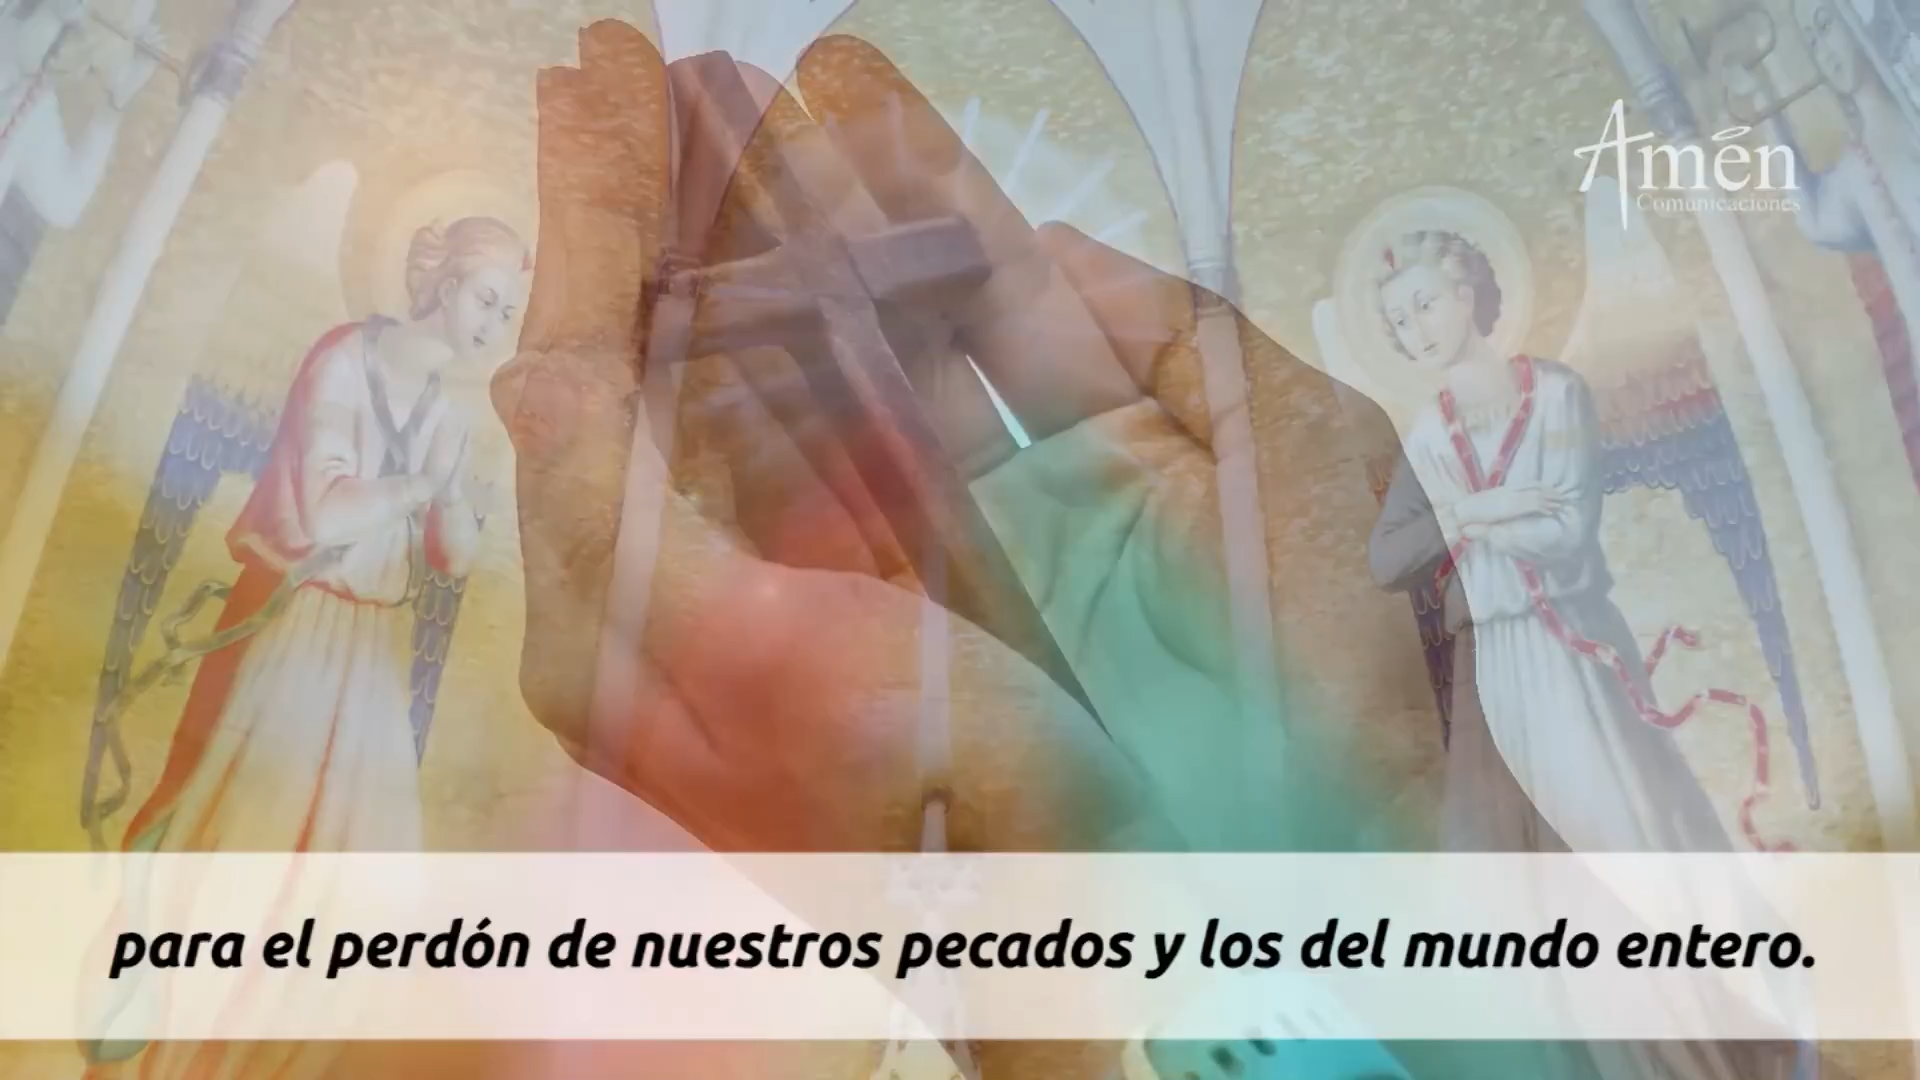 Amén
Comunicaciones
para el perdón de nuestros pecados y los del mundo entero.